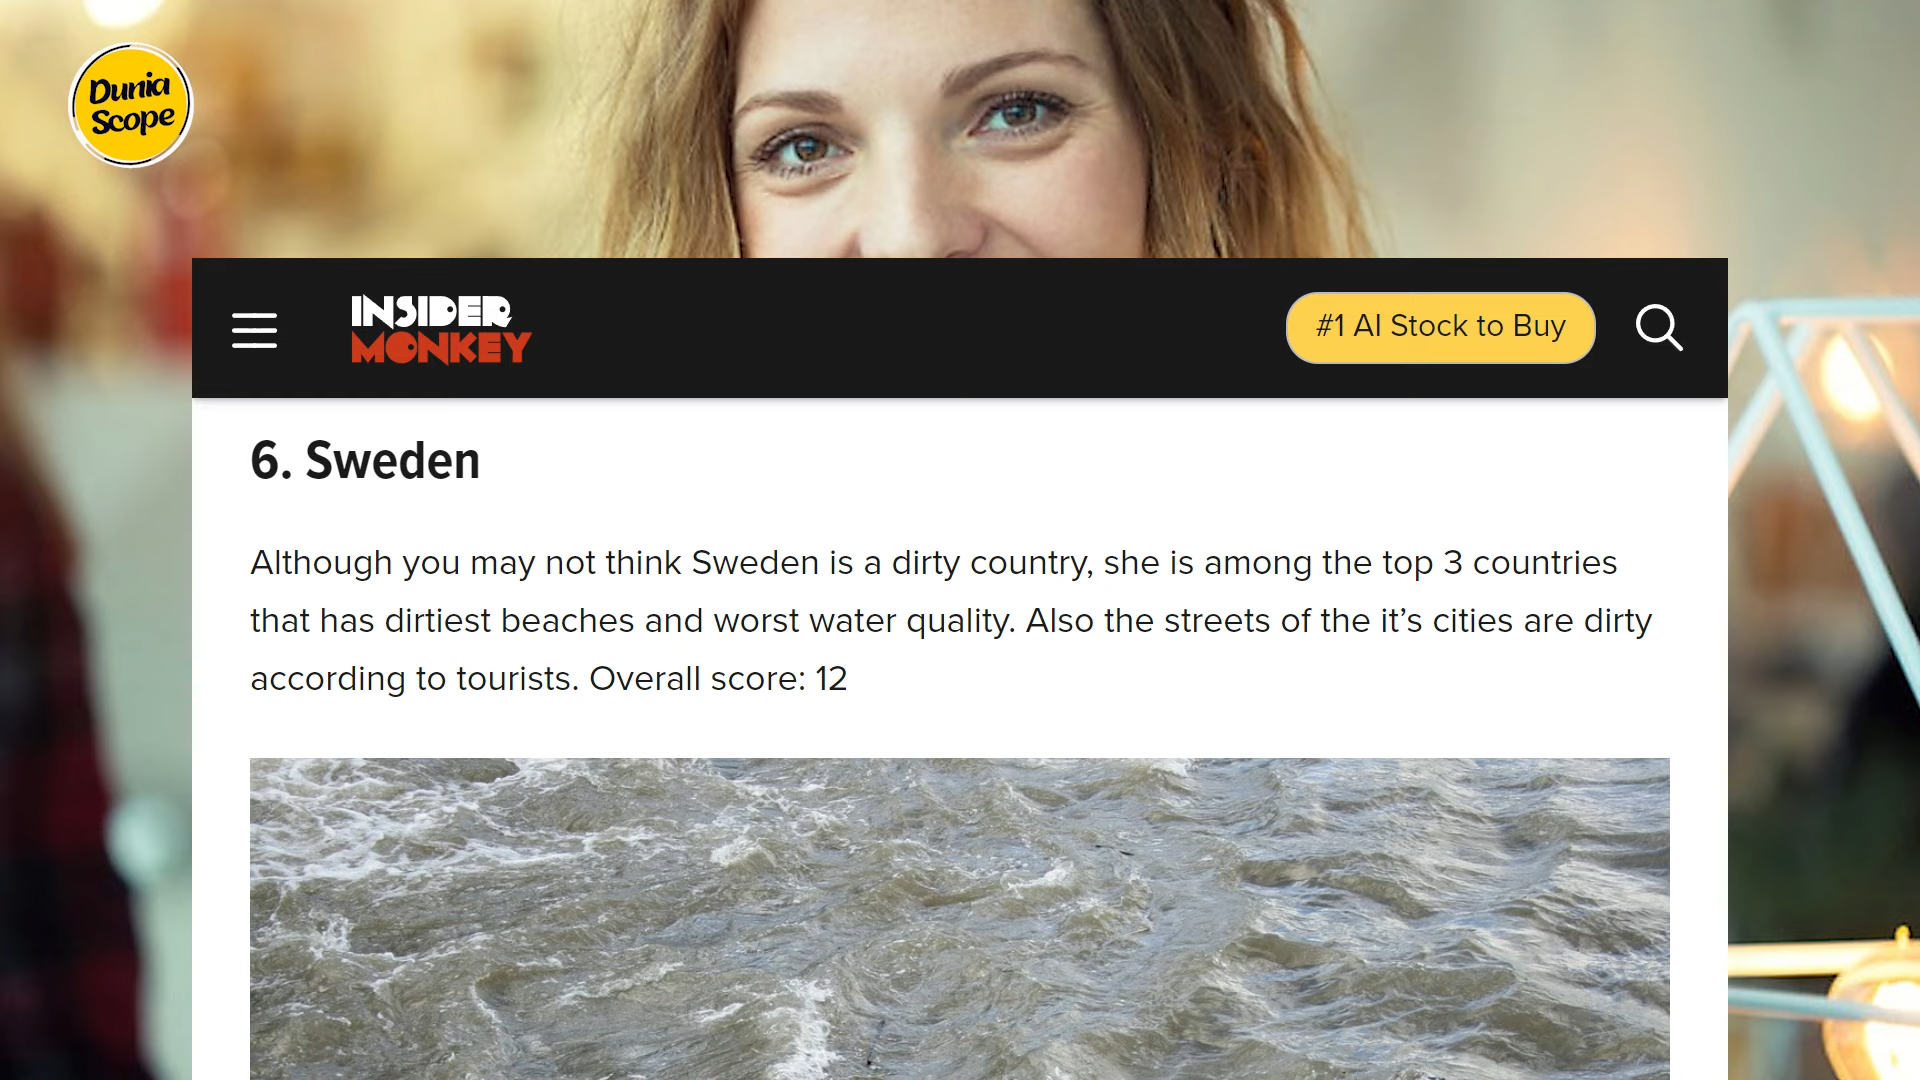 Dunia
Scope
INSIDER
MONKEY
#1 AI Stock to Buy
6. Sweden
Although you may not think Sweden is a dirty country, she is among the top 3 countries
that has dirtiest beaches and worst water quality. Also the streets of the it’s cities are dirty
according to tourists. Overall score: 12